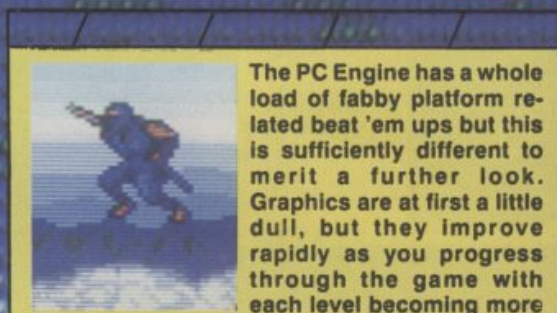 The PC Engine has a whole
load of fabby platform re-
lated beat 'em ups but this
is sufficiently different to
merit a further look.
Graphics are at first a little
dull, but they improve
rapidly as you progress
through the game with
each level becoming more